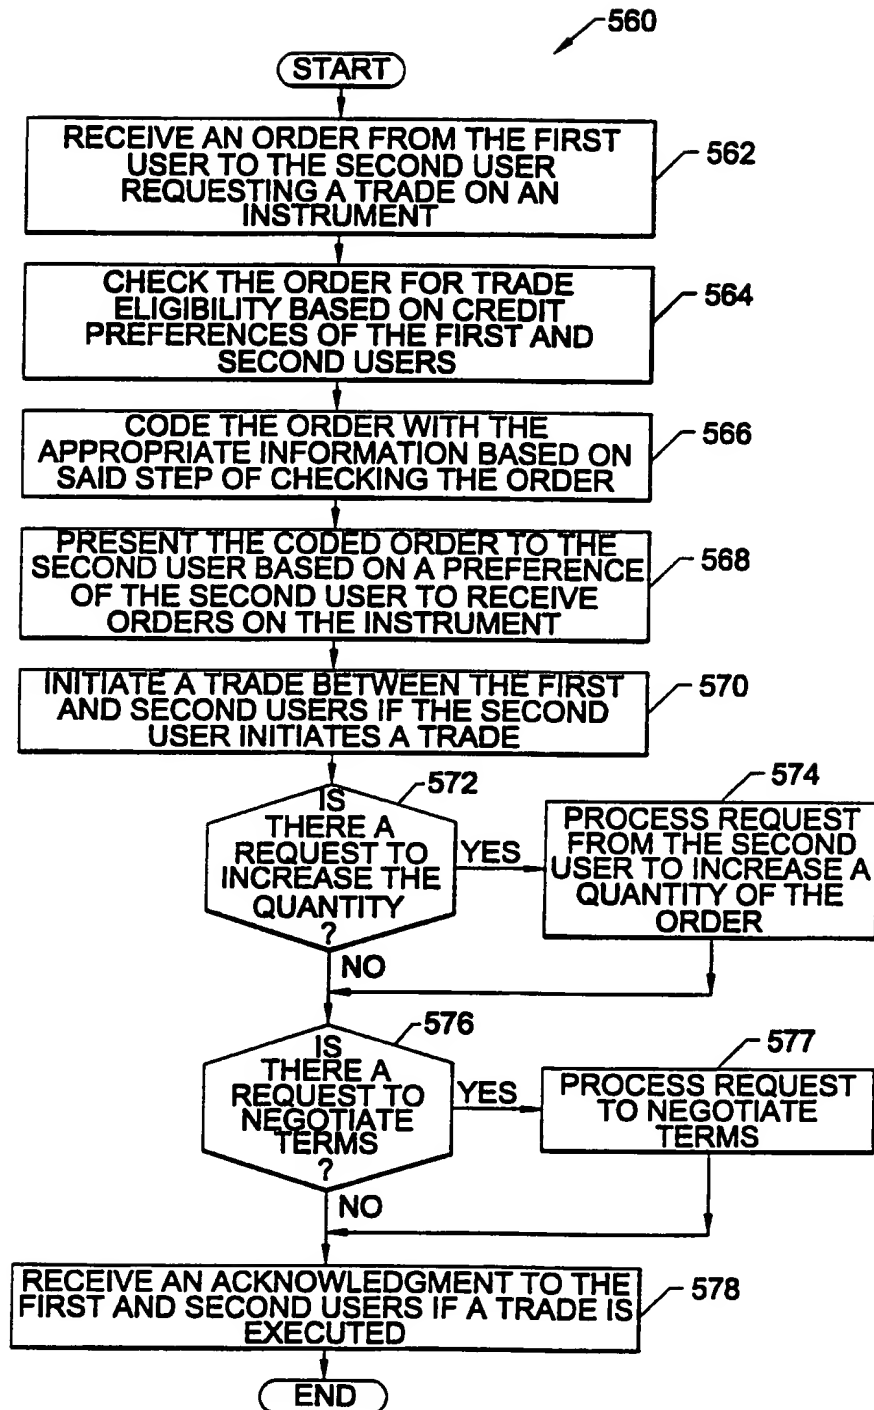 560
START
RECEIVE AN ORDER FROM THE FIRST
USER TO THE SECOND USER
REQUESTING A TRADE ON AN
INSTRUMENT
562
CHECK THE ORDER FOR TRADE
ELIGIBILITY BASED ON CREDIT
PREFERENCES OF THE FIRST AND
SECOND USERS
564
CODE THE ORDER WITH THE
APPROPRIATE INFORMATION BASED ON
SAID STEP OF CHECKING THE ORDER
566
PRESENT THE CODED ORDER TO THE
SECOND USER BASED ON A PREFERENCE
OF THE SECOND USER TO RECEIVE
ORDERS ON THE INSTRUMENT
568
INITIATE A TRADE BETWEEN THE FIRST
AND SECOND USERS IF THE SECOND
USER INITIATES A TRADE
570
572
IS
THERE A
REQUEST TO
INCREASE THE
QUANTITY
?
YES
NO
574
PROCESS REQUEST
FROM THE SECOND
USER TO INCREASE A
QUANTITY OF THE
ORDER
576
IS
THERE A
REQUEST TO
NEGOTIATE
TERMS
?
YES
NO
577
PROCESS REQUEST
TO NEGOTIATE
TERMS
RECEIVE AN ACKNOWLEDGMENT TO THE
FIRST AND SECOND USERS IF A TRADE IS
EXECUTED
578
END